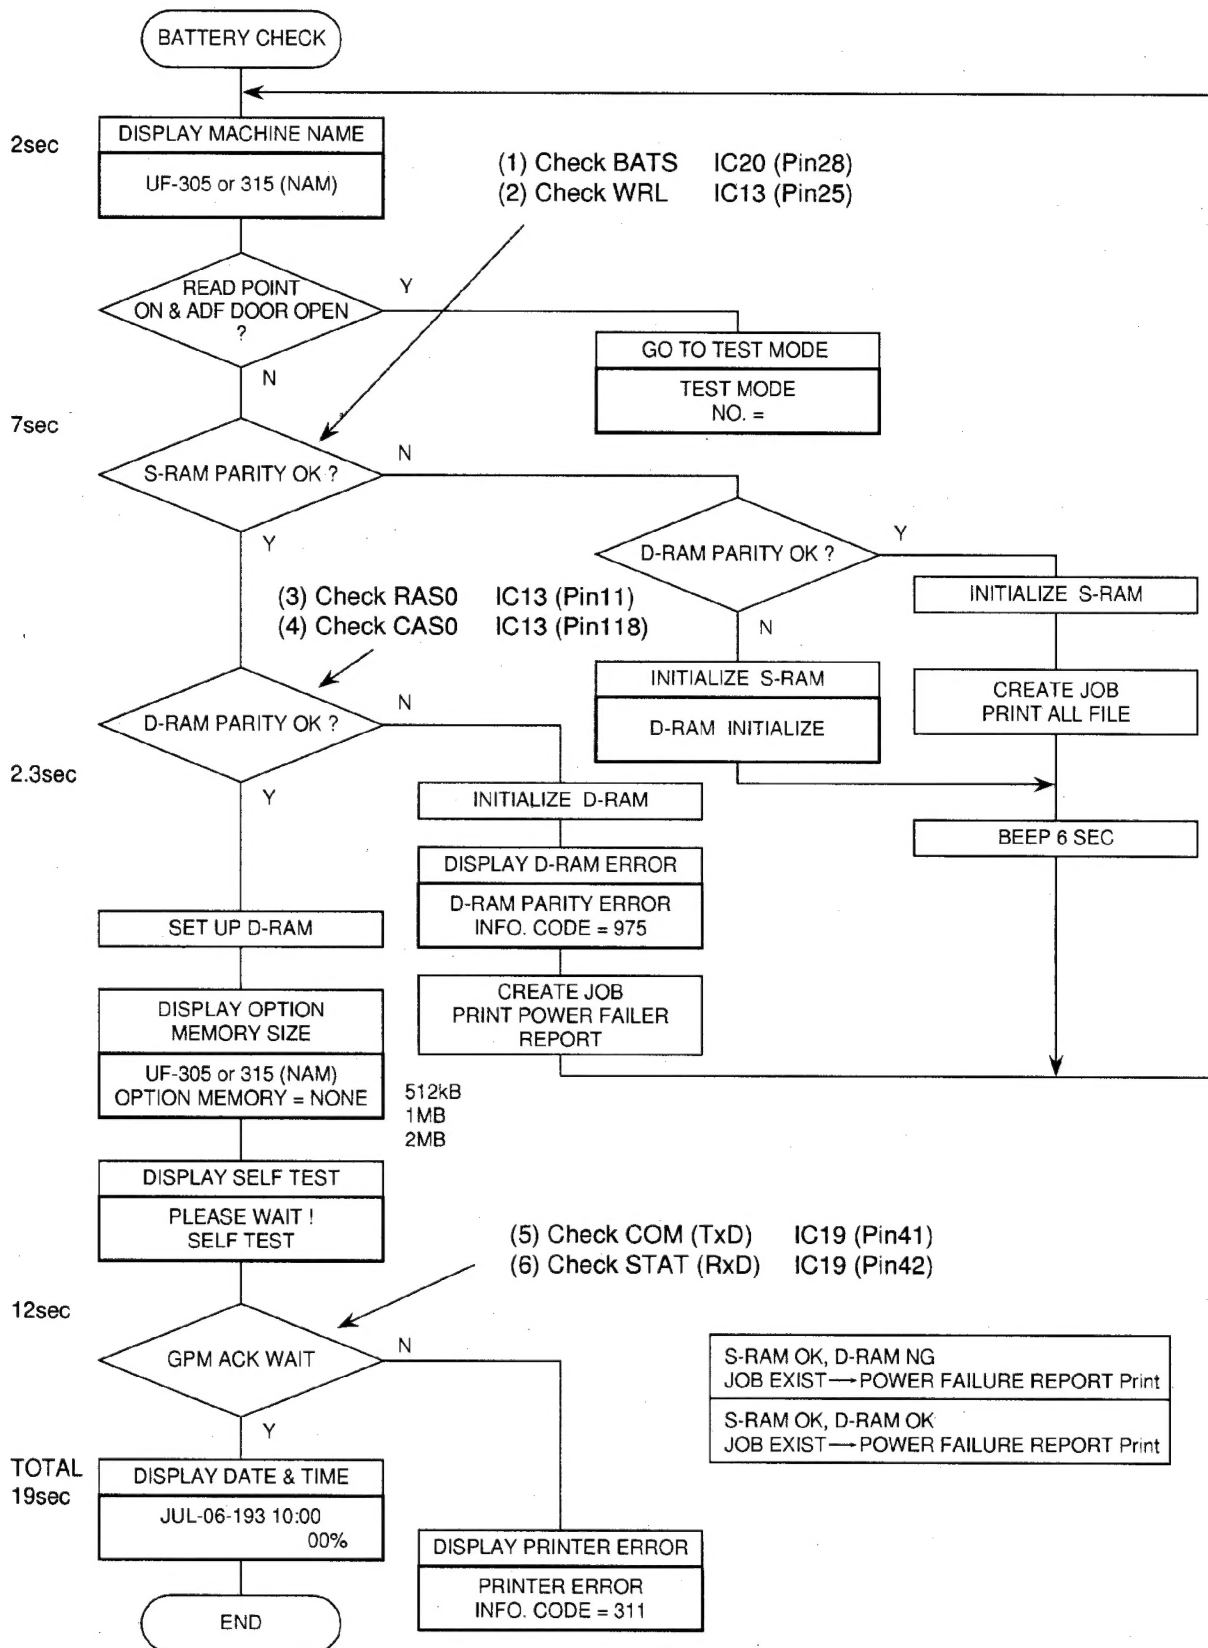 BATTERY CHECK
2sec
DISPLAY MACHINE NAME
UF-305 or 315 (NAM)
(1) Check BATS IC20 (Pin28)
(2) Check WRL IC13 (Pin25)
READ POINT
ON & ADF DOOR OPEN
?
Y
N
GO TO TEST MODE
TEST MODE
NO. =
7sec
S-RAM PARITY OK ?
N
Y
D-RAM PARITY OK ?
Y
N
INITIALIZE S-RAM
CREATE JOB
PRINT ALL FILE
INITIALIZE S-RAM
D-RAM INITIALIZE
BEEP 6 SEC
(3) Check RAS0 IC13 (Pin11)
(4) Check CAS0 IC13 (Pin118)
D-RAM PARITY OK ?
N
2.3sec
Y
INITIALIZE D-RAM
DISPLAY D-RAM ERROR
D-RAM PARITY ERROR
INFO. CODE = 975
CREATE JOB
PRINT POWER FAILER
REPORT
SET UP D-RAM
DISPLAY OPTION
MEMORY SIZE
UF-305 or 315 (NAM)
OPTION MEMORY = NONE
512kB
1MB
2MB
DISPLAY SELF TEST
PLEASE WAIT !
SELF TEST
(5) Check COM (TxD) IC19 (Pin41)
(6) Check STAT (RxD) IC19 (Pin42)
12sec
GPM ACK WAIT
N
Y
S-RAM OK, D-RAM NG
JOB EXIST → POWER FAILURE REPORT Print
S-RAM OK, D-RAM OK
JOB EXIST → POWER FAILURE REPORT Print
TOTAL
19sec
DISPLAY DATE & TIME
JUL-06-193 10:00
00%
DISPLAY PRINTER ERROR
PRINTER ERROR
INFO. CODE = 311
END